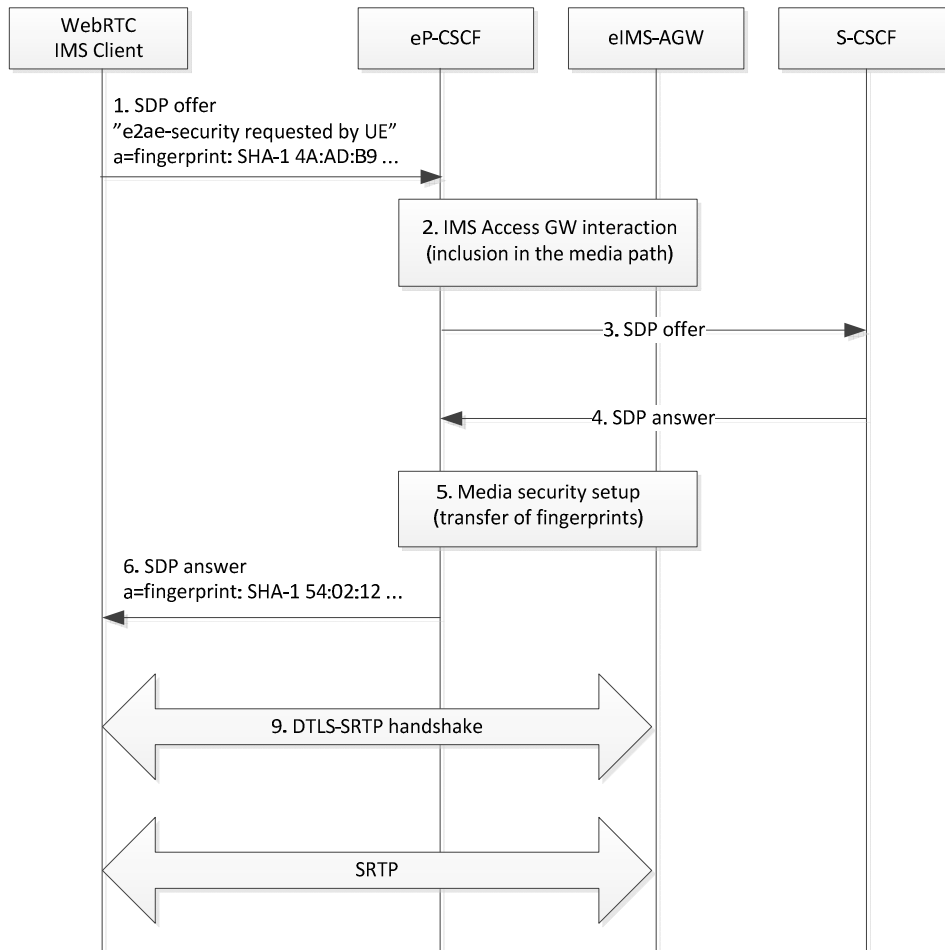 WebRTC
IMS Client
eP-CSCF
eIMS-AGW
S-CSCF
1. SDP offer
”e2ae-security requested by UE”
a=fingerprint: SHA-1 4A:AD:B9 ...
2. IMS Access GW interaction
(inclusion in the media path)
3. SDP offer
4. SDP answer
5. Media security setup
(transfer of fingerprints)
6. SDP answer
a=fingerprint: SHA-1 54:02:12 ...
9. DTLS-SRTP handshake
SRTP